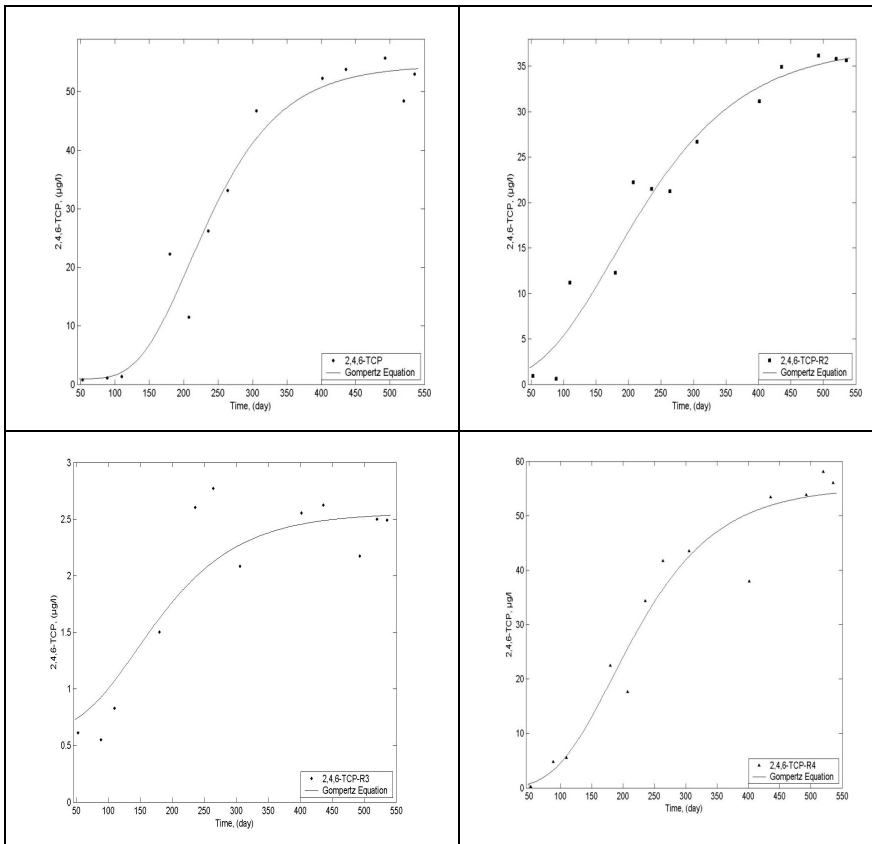 2,4,6-TCP, (µg/l)
50
40
30
20
10
0
50 100 150 200 250 300 350 400 450 500 550
Time, (day)
2,4,6-TCP
Gompertz Equation
2,4,6-TCP, (µg/l)
35
30
25
20
15
10
5
0
50 100 150 200 250 300 350 400 450 500 550
Time, (day)
2,4,6-TCP-R2
Gompertz Equation
2,4,6-TCP, (µg/l)
3
2.5
2
1.5
1
0.5
0
50 100 150 200 250 300 350 400 450 500 550
Time, (day)
2,4,6-TCP-R3
Gompertz Equation
2,4,6-TCP, µg/l)
60
50
40
30
20
10
0
50 100 150 200 250 300 350 400 450 500 550
Time, (day)
2,4,6-TCP-R4
Gompertz Equation